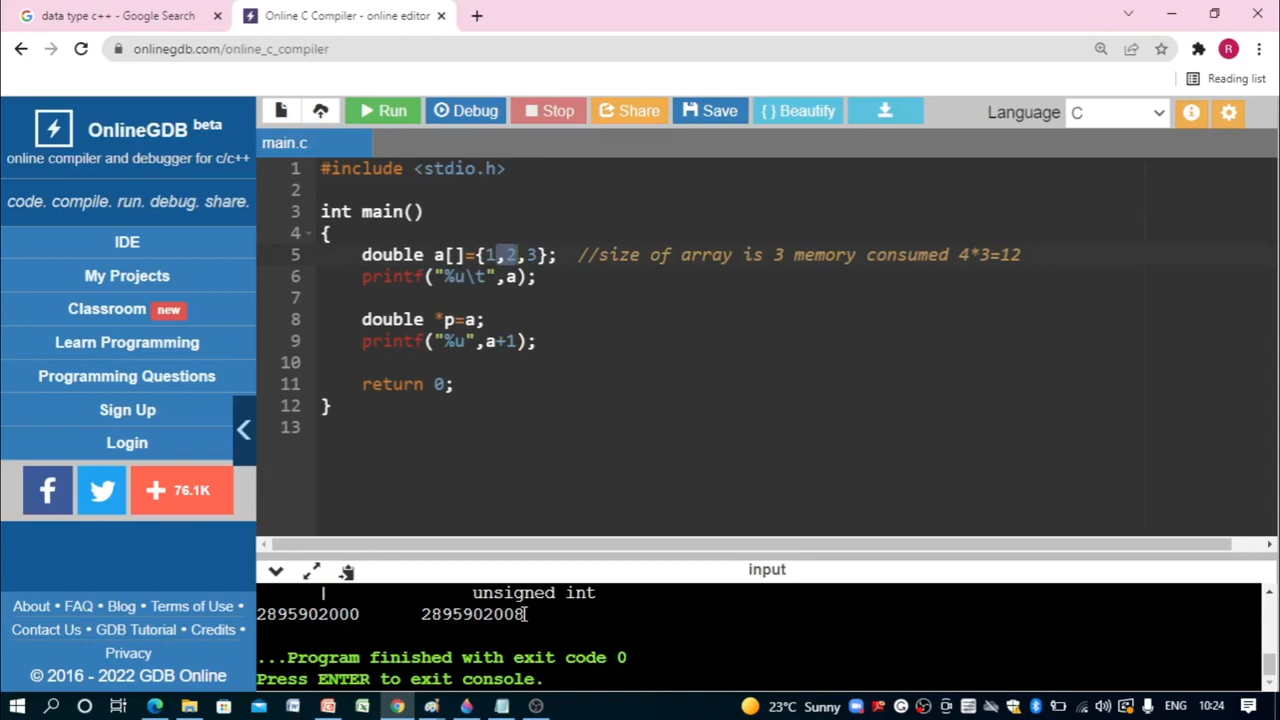 data type c++ - Google Search
Online C Compiler - online editor
onlinegdb.com/online_c_compiler
R
Reading list
OnlineGDB beta
online compiler and debugger for c/c++
code. compile. run. debug. share.
IDE
My Projects
Classroom new
Learn Programming
Programming Questions
Sign Up
Login
76.1K
About • FAQ • Blog • Terms of Use •
Contact Us • GDB Tutorial • Credits •
Privacy
© 2016 - 2022 GDB Online
Run
Debug
Stop
Share
Save
{ } Beautify
Language C
main.c
1 #include <stdio.h>
2
3 int main()
4 {
5 double a[]={1,2,3}; //size of array is 3 memory consumed 4*3=12
6 printf("%u\t",a);
7
8 double *p=a;
9 printf("%u",a+1);
10
11 return 0;
12 }
13
input
| unsigned int
2895902000 2895902008
...Program finished with exit code 0
Press ENTER to exit console.
23°C Sunny
ENG
10:24